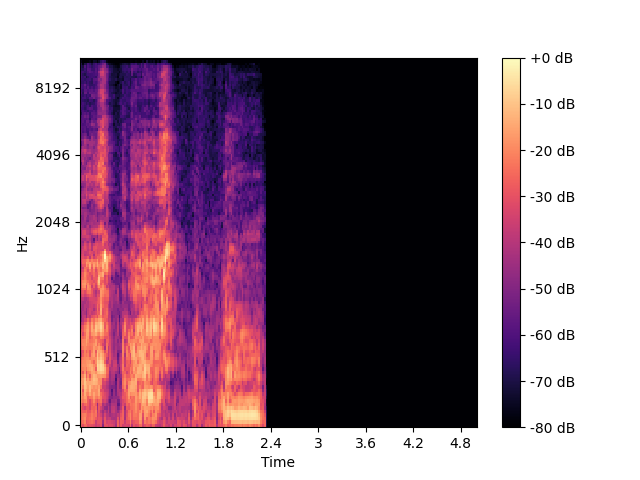 +0 dB
8192
-10 dB
4096
-20 dB
-30 dB
2048
-40 dB
Hz
1024
-50 dB
-60 dB
512
-70 dB
0
-80 dB
0 0.6 1.2 1.8 2.4 3 3.6 4.2 4.8
Time